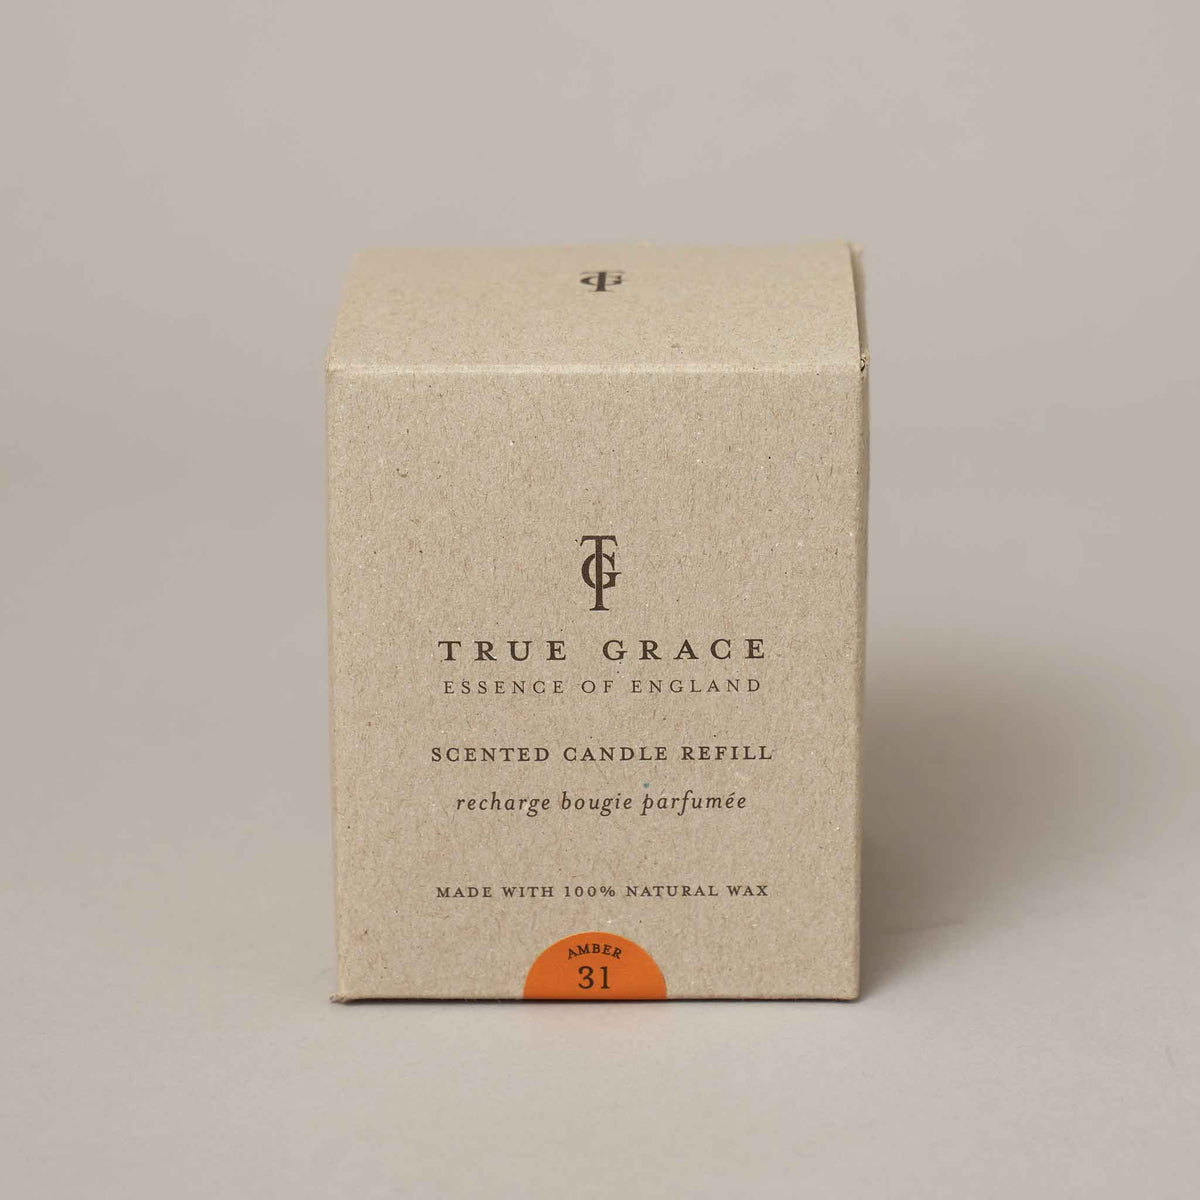 TG
TG
TRUE GRACE
ESSENCE OF ENGLAND
SCENTED CANDLE REFILL
recharge bougie parfumée
MADE WITH 100% NATURAL WAX
AMBER
31